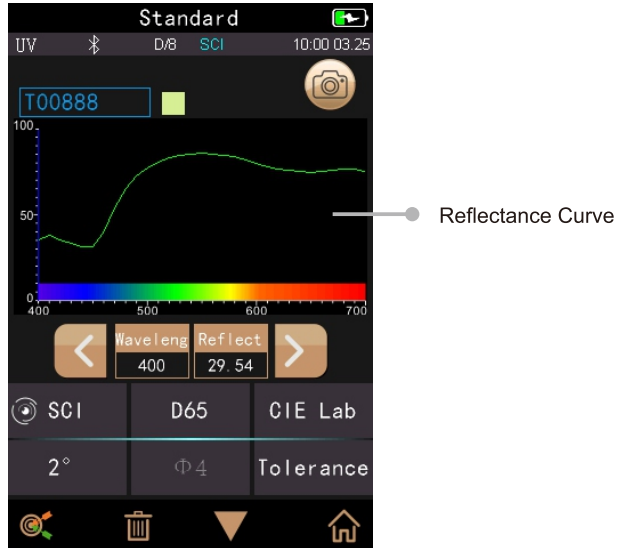 Standard
UV D/8 SCI 10:00 03.25
T00888
100
50
Reflectance Curve
0
400 500 600 700
Waveleng Reflect
400 29.54
SCI D65 CIE Lab
2° Φ4 Tolerance